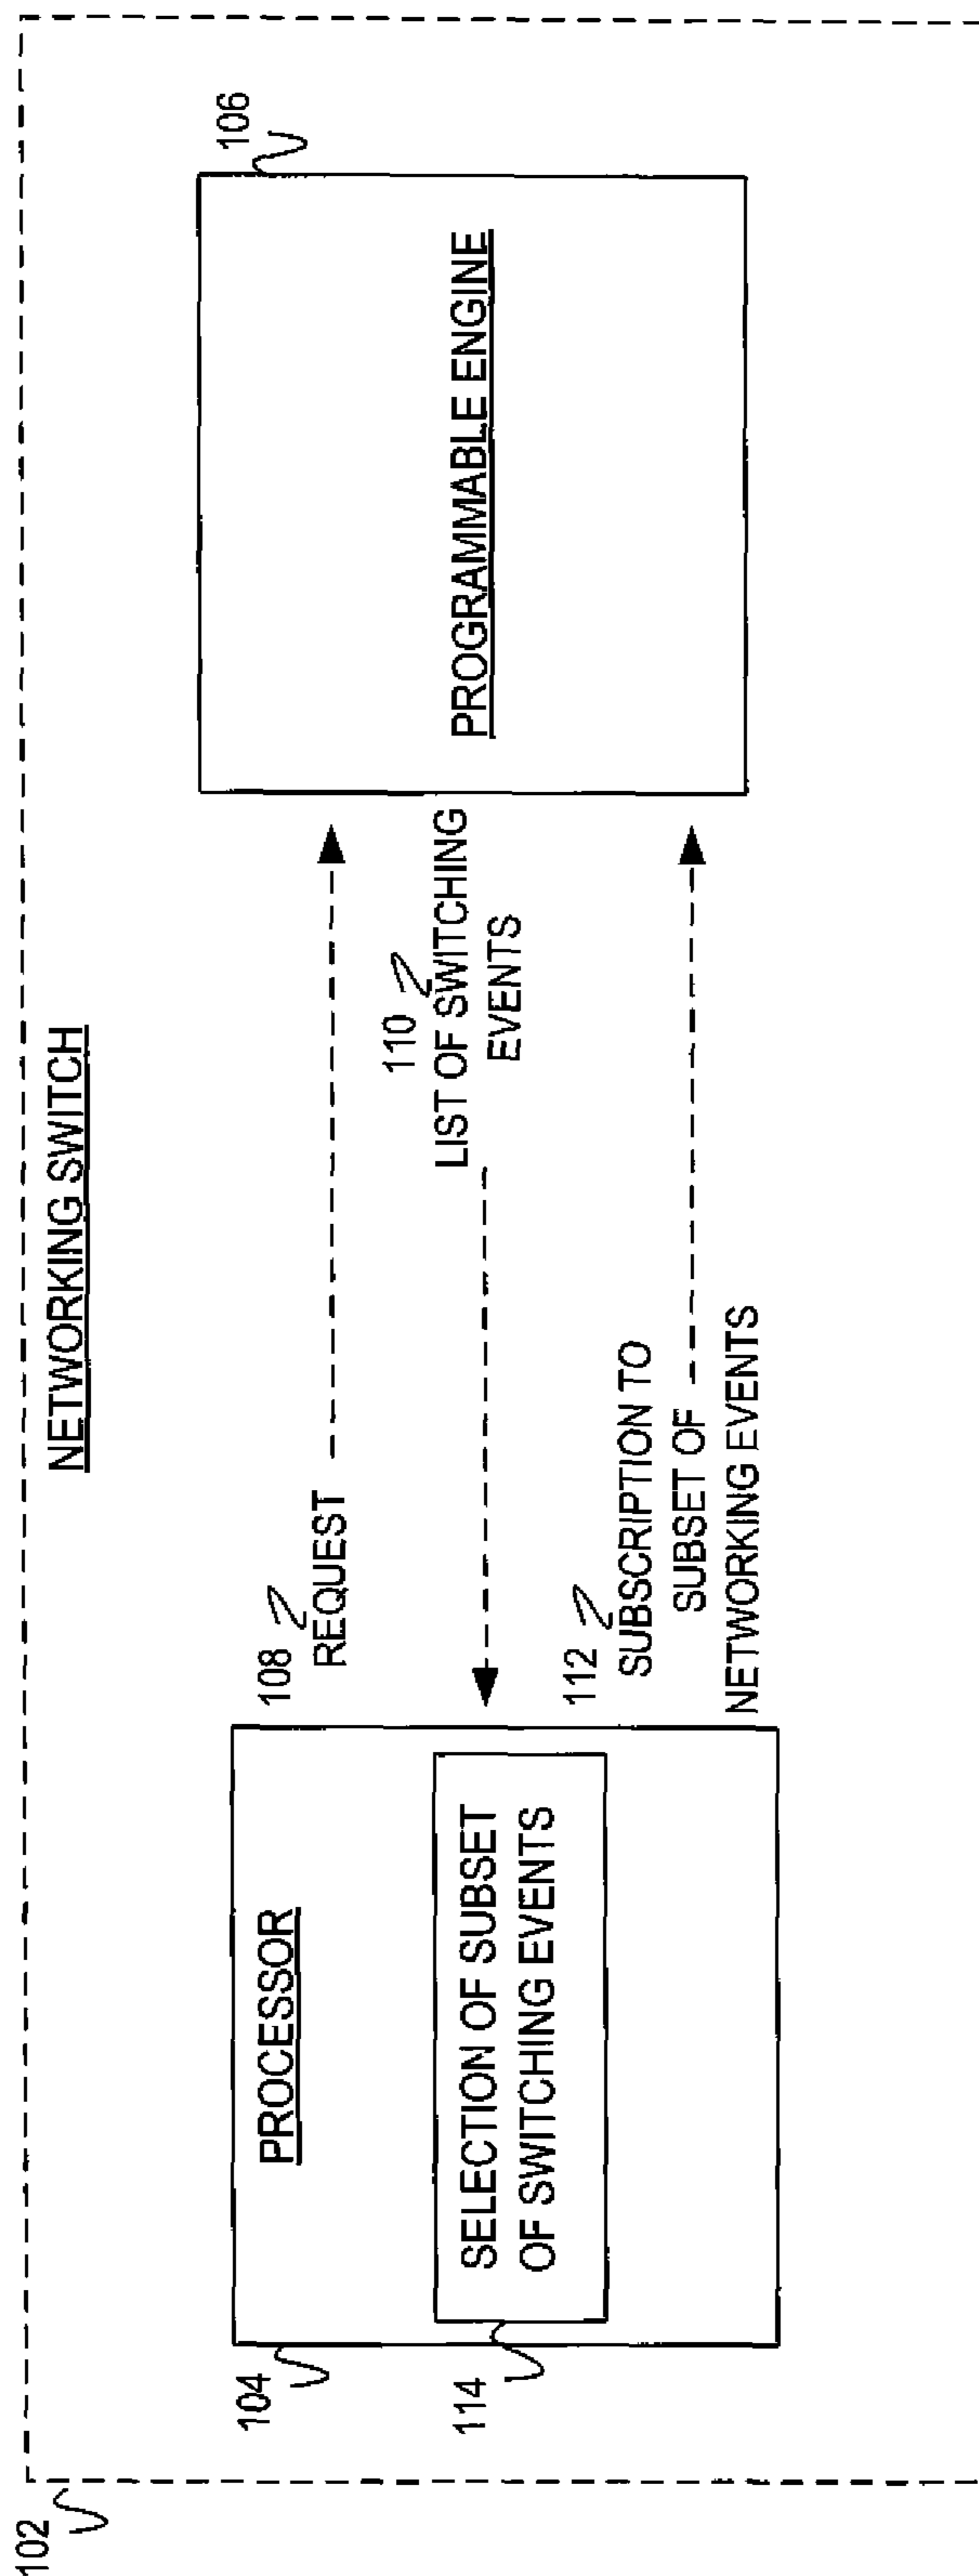 102
NETWORKING SWITCH
104
PROCESSOR
114
SELECTION OF SUBSET
OF SWITCHING EVENTS
108
REQUEST
110
LIST OF SWITCHING
EVENTS
112
SUBSCRIPTION TO
SUBSET OF
NETWORKING EVENTS
106
PROGRAMMABLE ENGINE